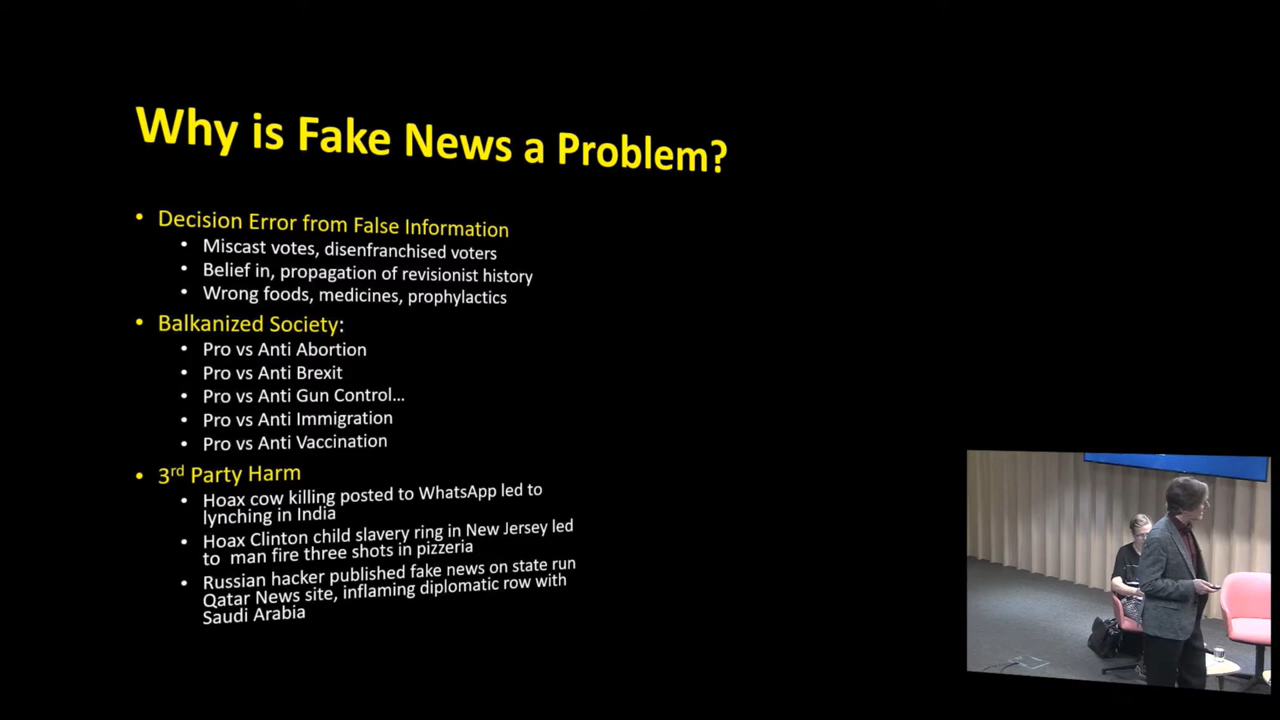 Why is Fake News a Problem?
• Decision Error from False Information
• Miscast votes, disenfranchised voters
• Belief in, propagation of revisionist history
• Wrong foods, medicines, prophylactics
• Balkanized Society:
• Pro vs Anti Abortion
• Pro vs Anti Brexit
• Pro vs Anti Gun Control...
• Pro vs Anti Immigration
• Pro vs Anti Vaccination
• 3rd Party Harm
• Hoax cow killing posted to WhatsApp led to
lynching in India
• Hoax Clinton child slavery ring in New Jersey led
to man fire three shots in pizzeria
• Russian hacker published fake news on state run
Qatar News site, inflaming diplomatic row with
Saudi Arabia